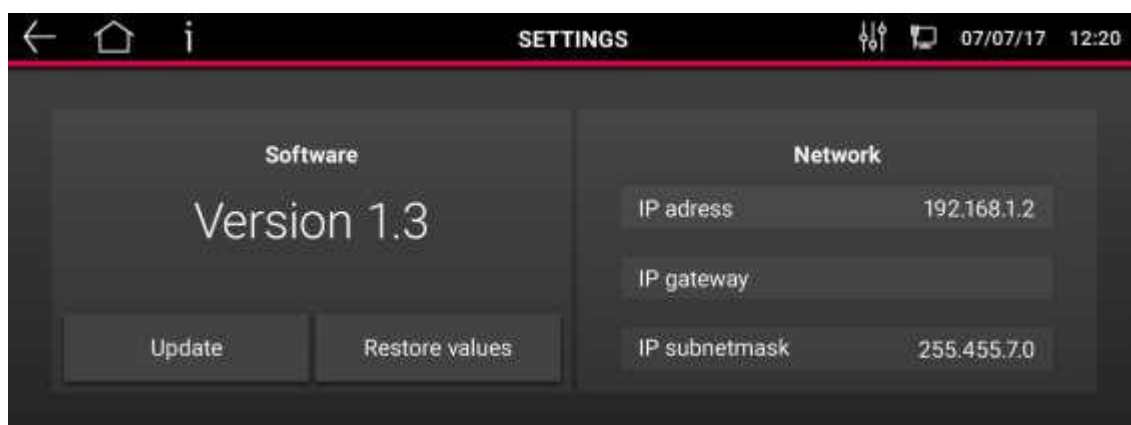 SETTINGS 07/07/17 12:20
Software
Version 1.3
Update
Restore values
Network
IP adress 192.168.1.2
IP gateway
IP subnetmask 255.455.7.0